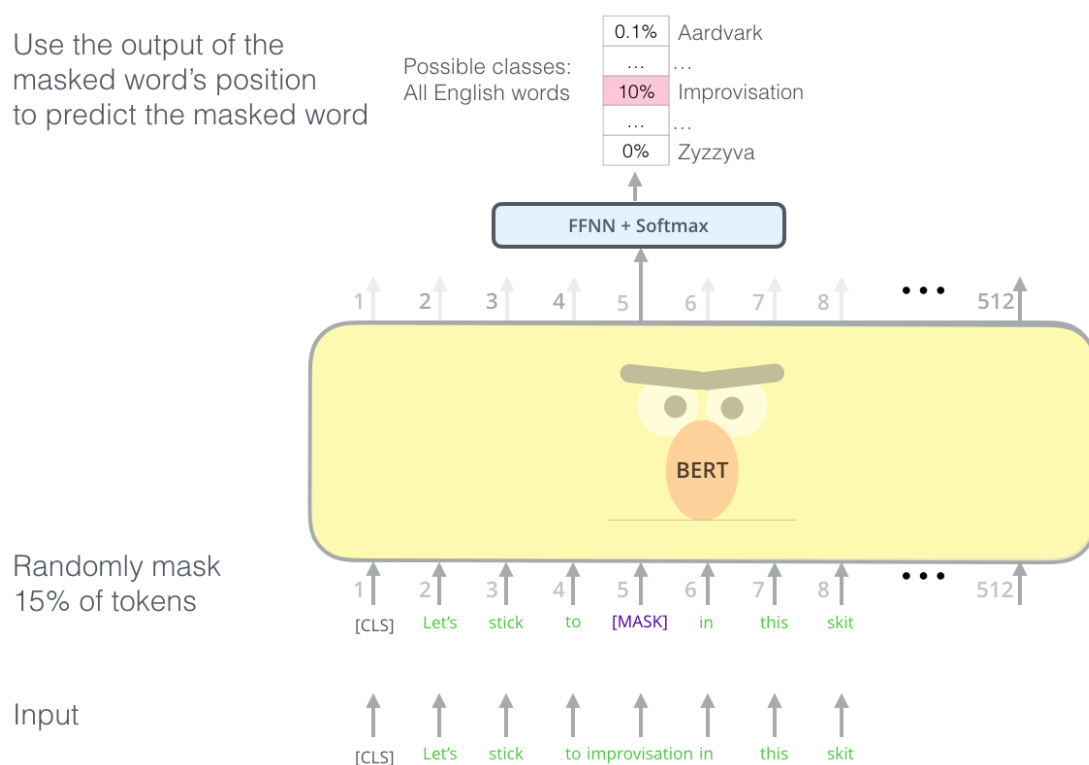 Use the output of the
masked word's position
to predict the masked word
Possible classes:
All English words
0.1% Aardvark
... ...
10% Improvisation
... ...
0% Zyzzyva
FFNN + Softmax
1 2 3 4 5 6 7 8 ••• 512
BERT
Randomly mask
15% of tokens
1 2 3 4 5 6 7 8 ••• 512
[CLS] Let's stick to [MASK] in this skit
Input
[CLS] Let's stick to improvisation in this skit